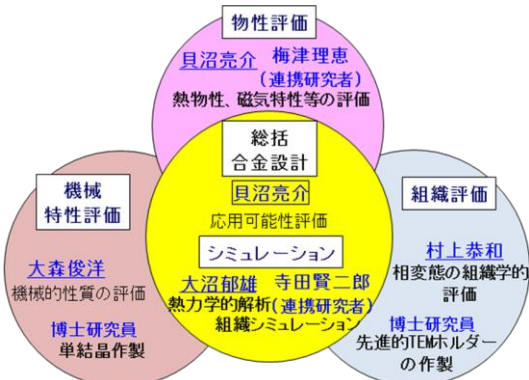 物性評価
貝沼亮介 梅津理恵
(連携研究者)
熱物性、磁気特性等の評価
総括
合金設計
貝沼亮介
応用可能性評価
シミュレーション
大沼郁雄 寺田賢二郎
熱力学的解析(連携研究者)
組織シミュレーション
機械
特性評価
大森俊洋
機械的性質の評価
博士研究員
単結晶作製
組織評価
村上恭和
相変態の組織学的
評価
博士研究員
先進的TEMホルダー
の作製